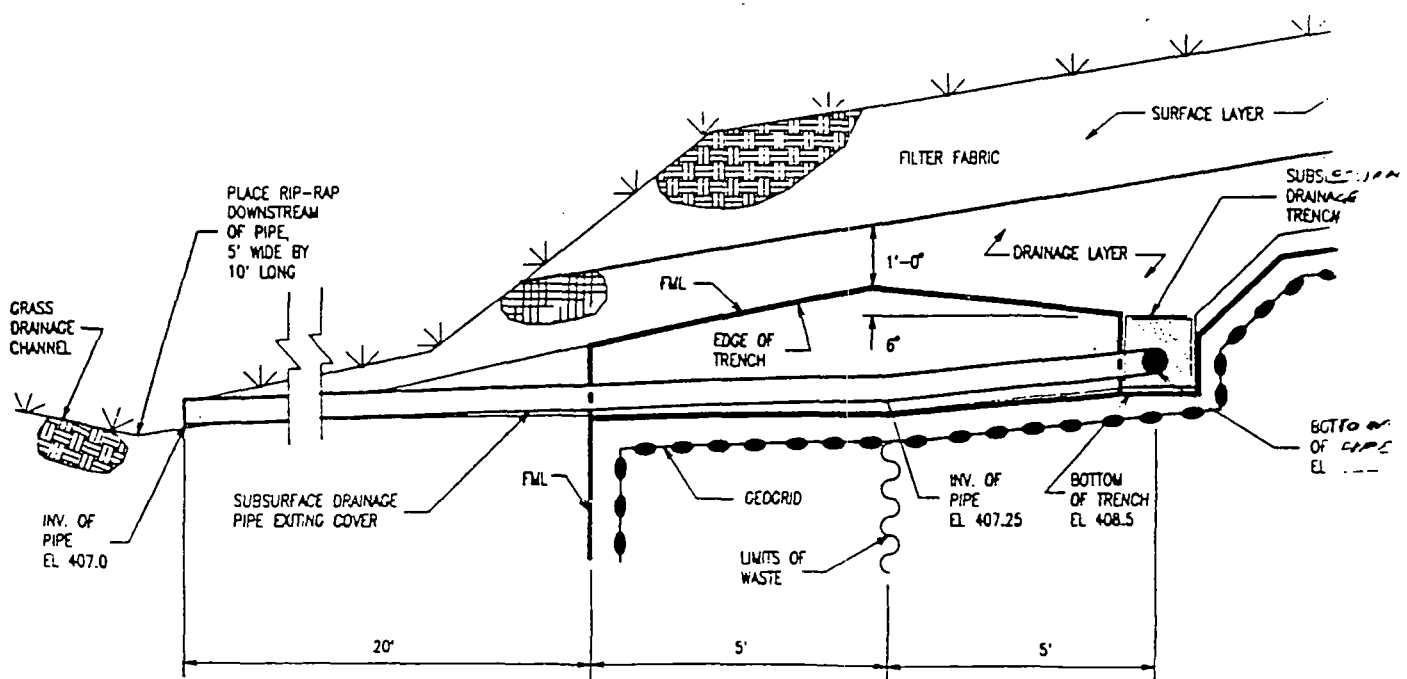 SURFACE LAYER
FILTER FABRIC
DRAINAGE
TRENCH
PLACE RIP-RAP
DOWNSTREAM
OF PIPE,
5' WIDE BY
10' LONG
DRAINAGE LAYER
1'-0"
FML
GRASS
DRAINAGE
CHANNEL
EDGE OF
TRENCH
6"
BOTTOM
OF
EL
FML
GEOGRID
INV. OF
PIPE
EL 407.25
BOTTOM
OF TRENCH
EL 408.5
SUBSURFACE DRAINAGE
PIPE EXITING COVER
INV. OF
PIPE
EL 407.0
LIMITS OF
WASTE
20'
5'
5'